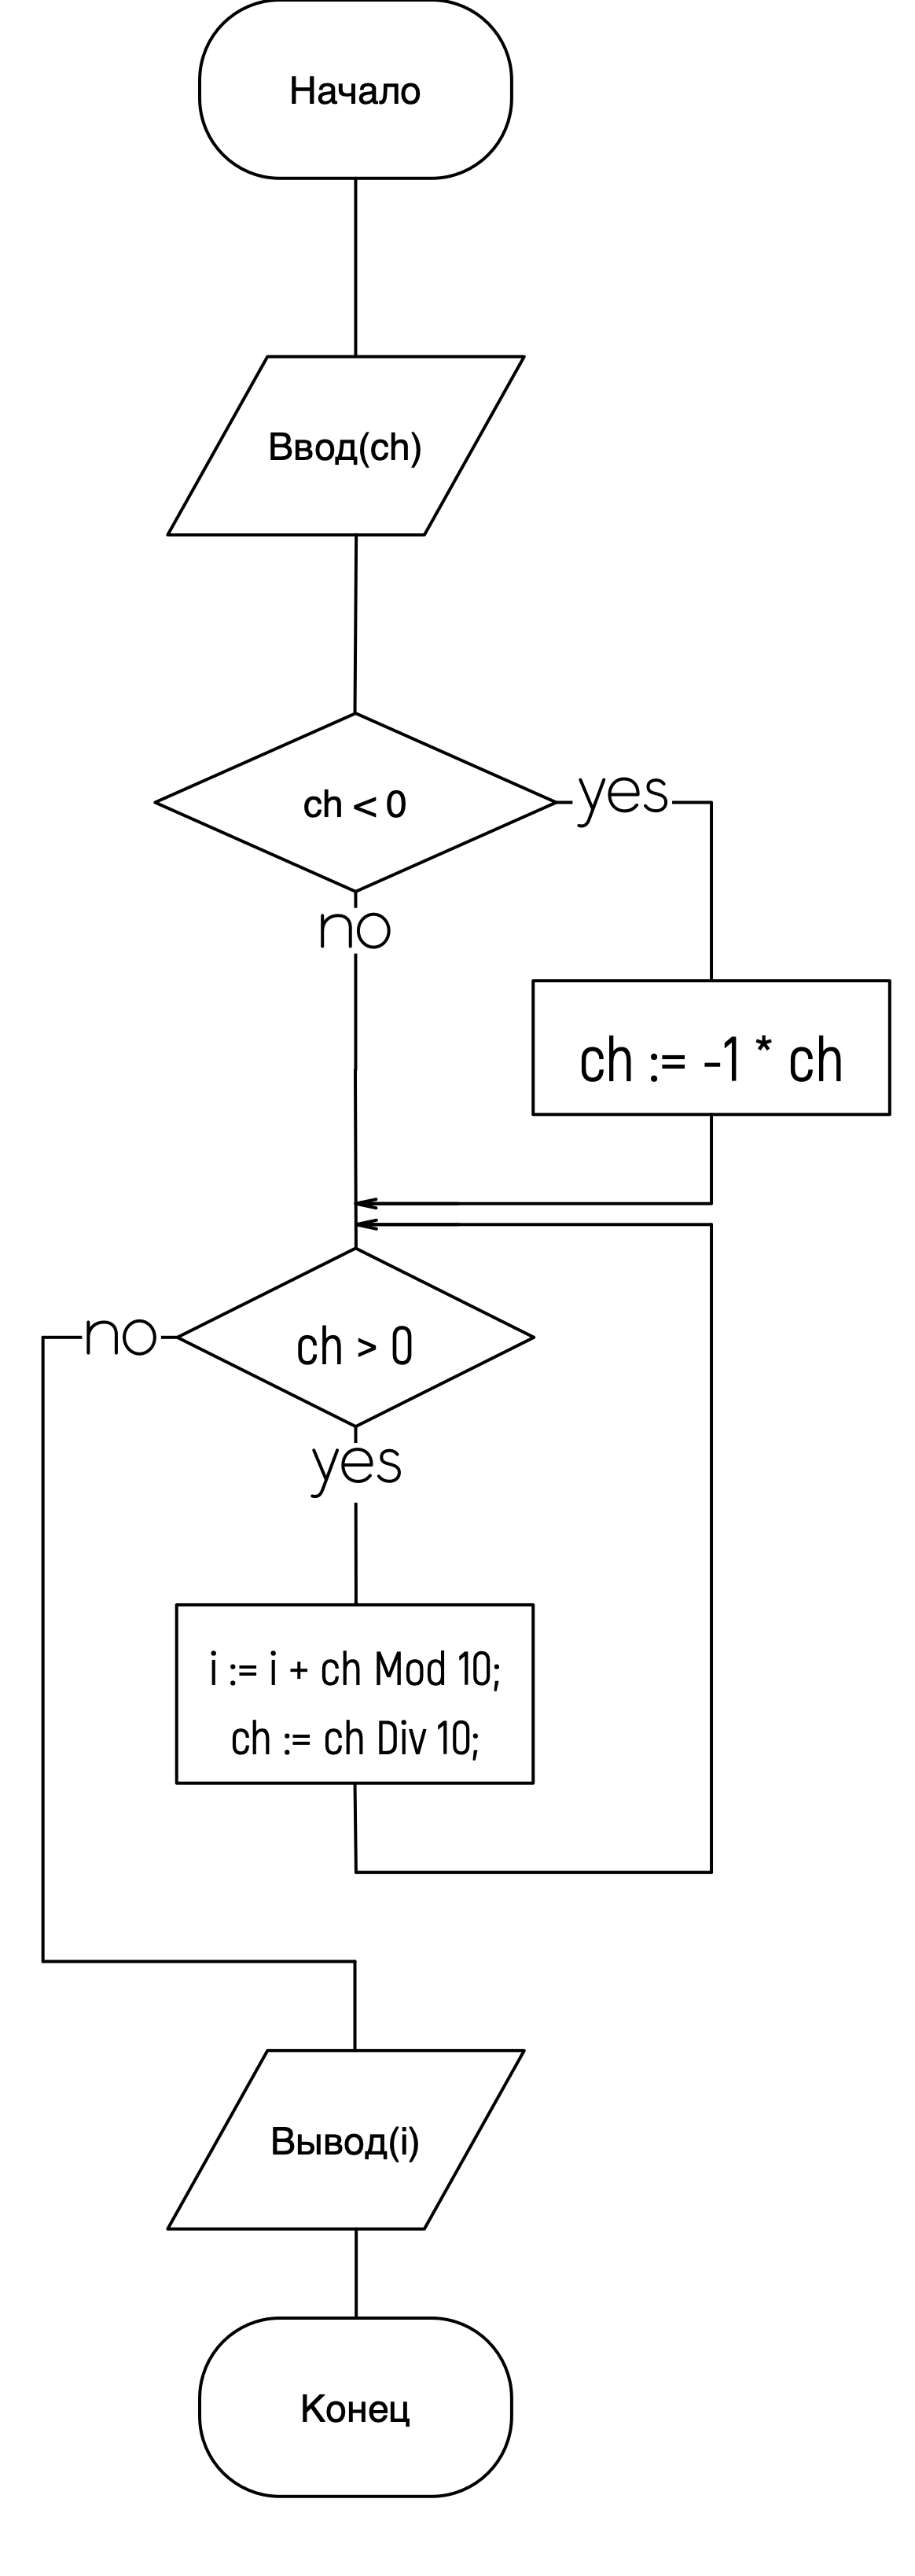 Начало
Ввод(ch)
ch < 0
yes
no
ch := -1 * ch
ch > 0
no
yes
i := i + ch Mod 10;
ch := ch Div 10;
Вывод(i)
Конец